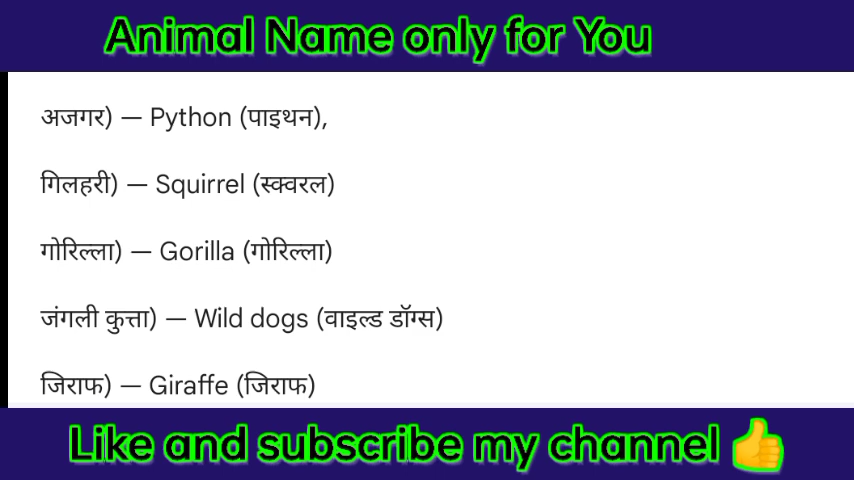 Animal Name only for You
अजगर) — Python (पाइथन),
गिलहरी) — Squirrel (स्क्वरल)
गोरिल्ला) — Gorilla (गोरिल्ला)
जंगली कुत्ता) — Wild dogs (वाइल्ड डॉग्स)
जिराफ) — Giraffe (जिराफ)
Like and subscribe my channel 👍